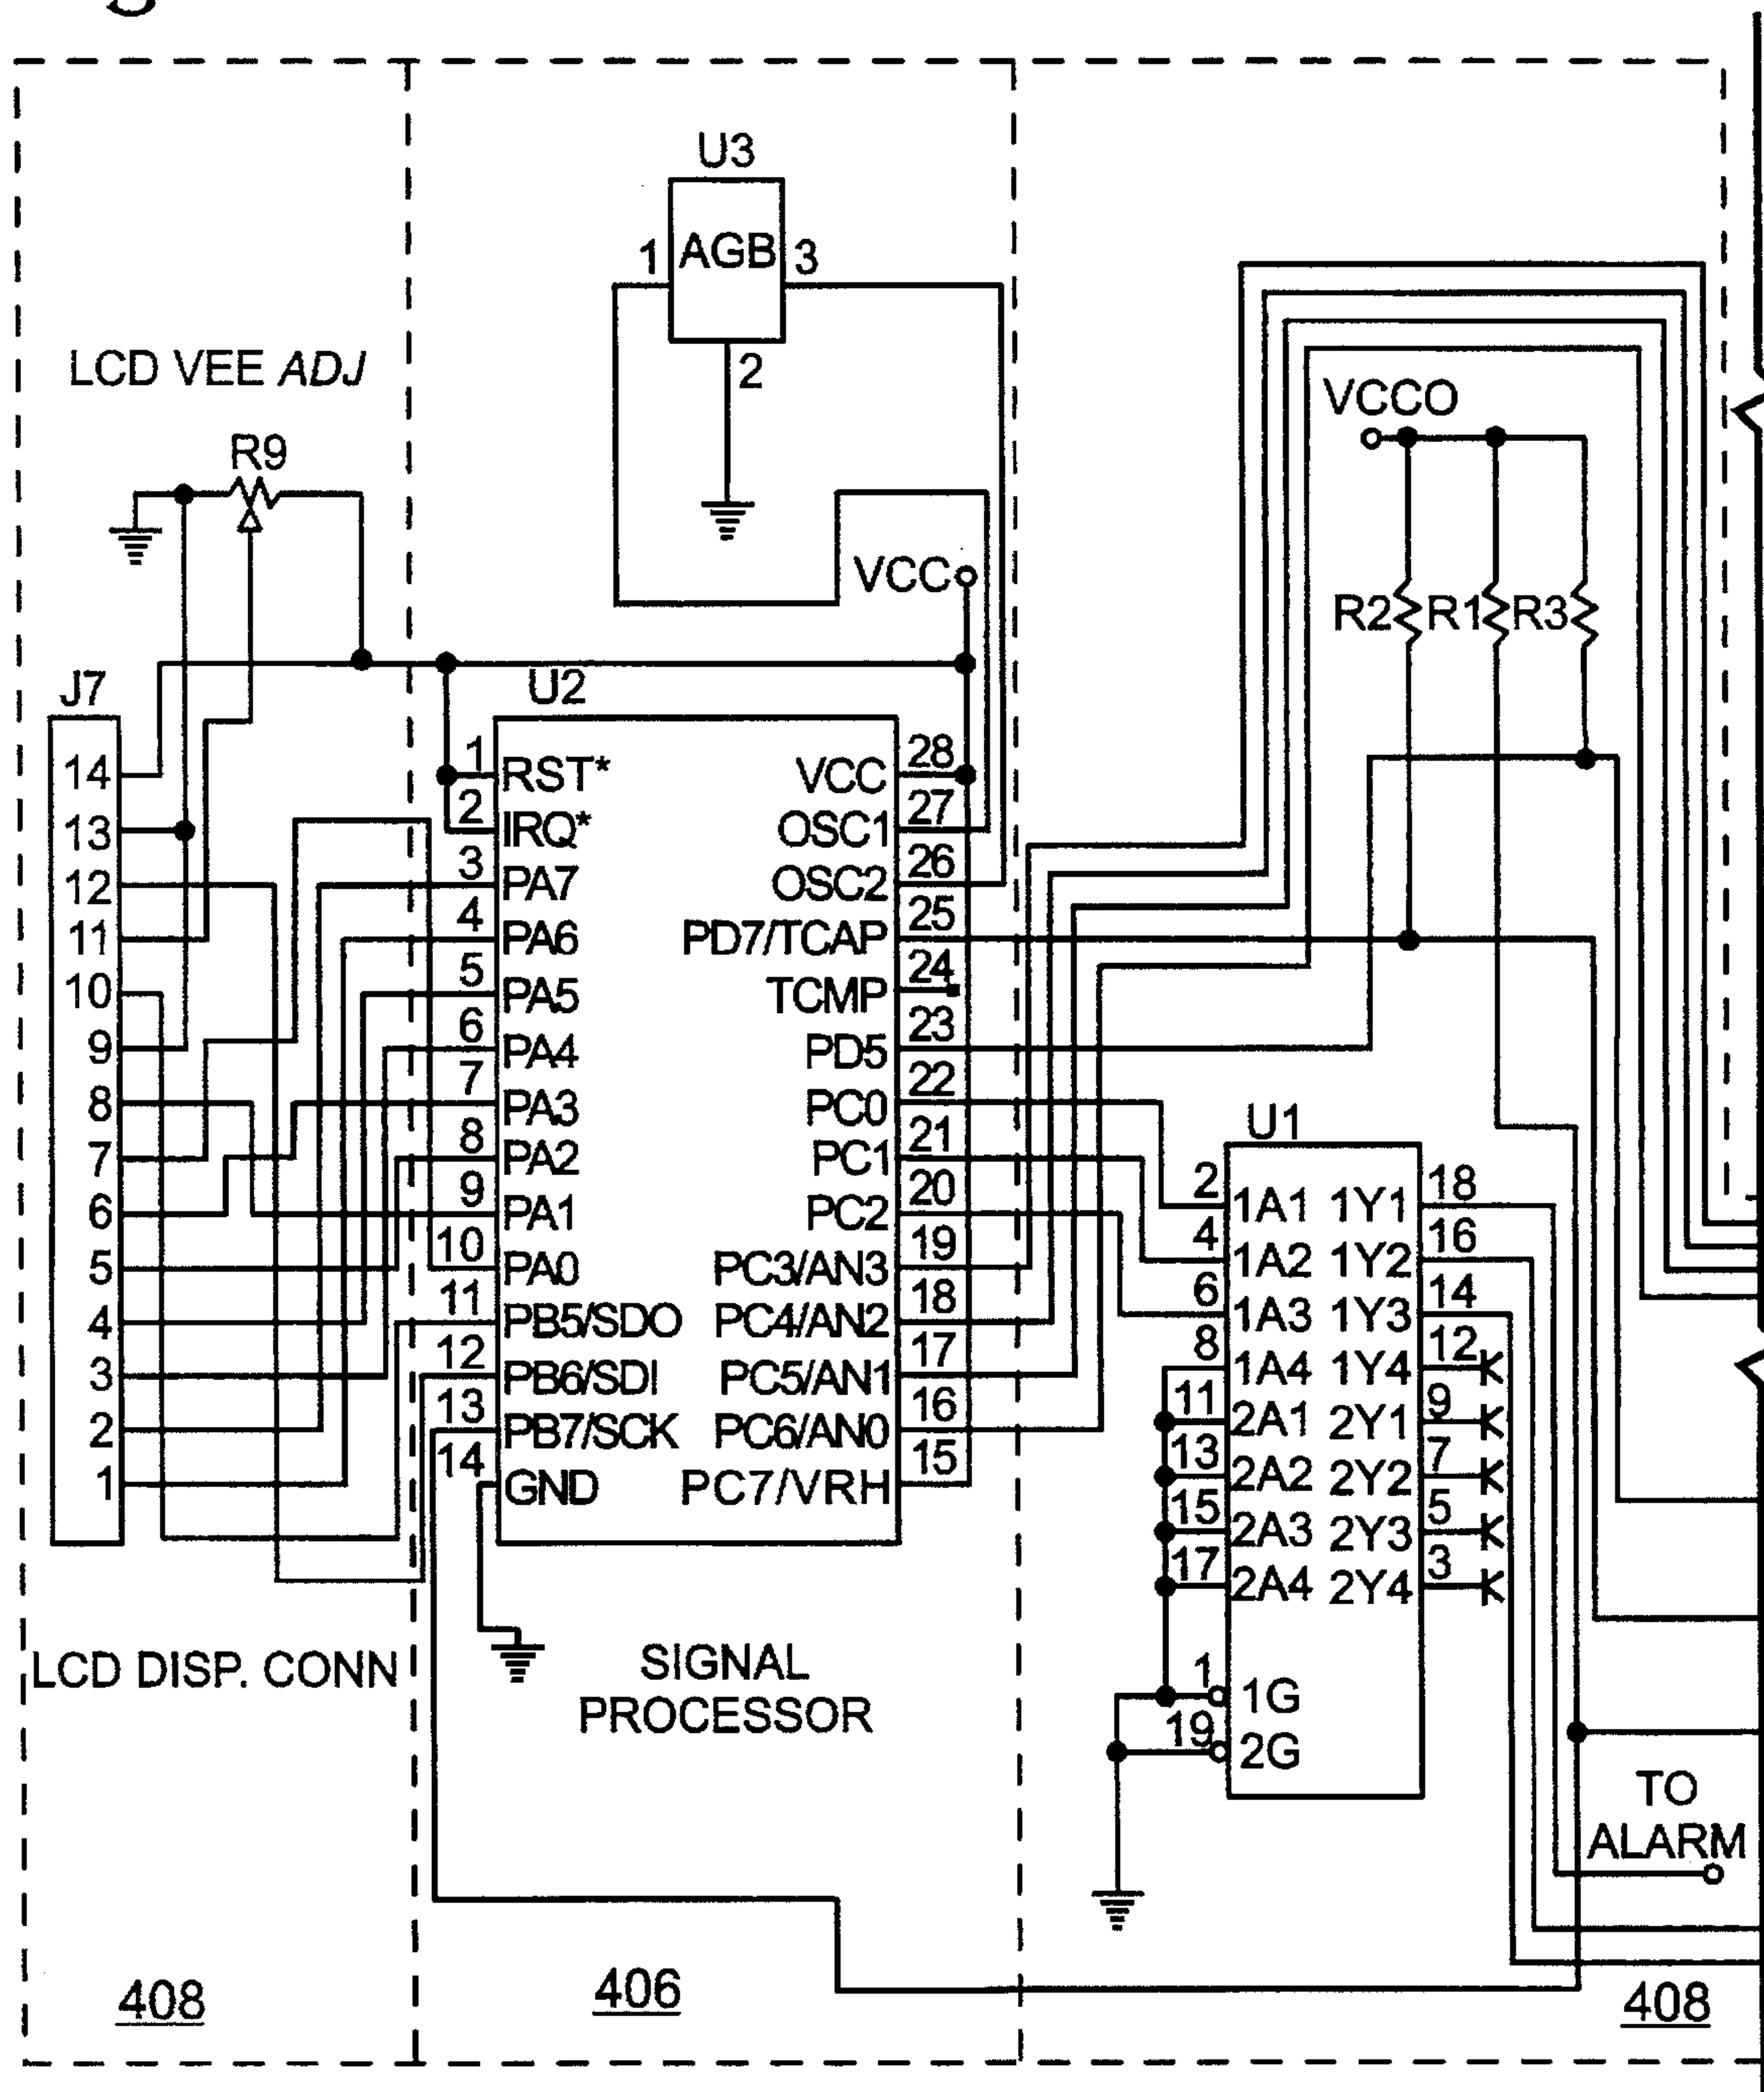 U3
1 AGB 3
2
LCD VEE ADJ
R9
VCCO
VCC
R2 R1 R3
J7
14
13
12
11
10
9
8
7
6
5
4
3
2
1
LCD DISP. CONN
U2
1 RST* VCC 28
2 IRQ* OSC1 27
3 PA7 OSC2 26
4 PA6 PD7/TCAP 25
5 PA5 TCMP 24
6 PA4 PD5 23
7 PA3 PC0 22
8 PA2 PC1 21
9 PA1 PC2 20
10 PA0 PC3/AN3 19
11 PB5/SDO PC4/AN2 18
12 PB6/SDI PC5/AN1 17
13 PB7/SCK PC6/AN0 16
14 GND PC7/VRH 15
SIGNAL
PROCESSOR
U1
2 1A1 1Y1 18
4 1A2 1Y2 16
6 1A3 1Y3 14
8 1A4 1Y4 12
11 2A1 2Y1 9
13 2A2 2Y2 7
15 2A3 2Y3 5
17 2A4 2Y4 3
1 1G
19 2G
TO
ALARM
408
406
408